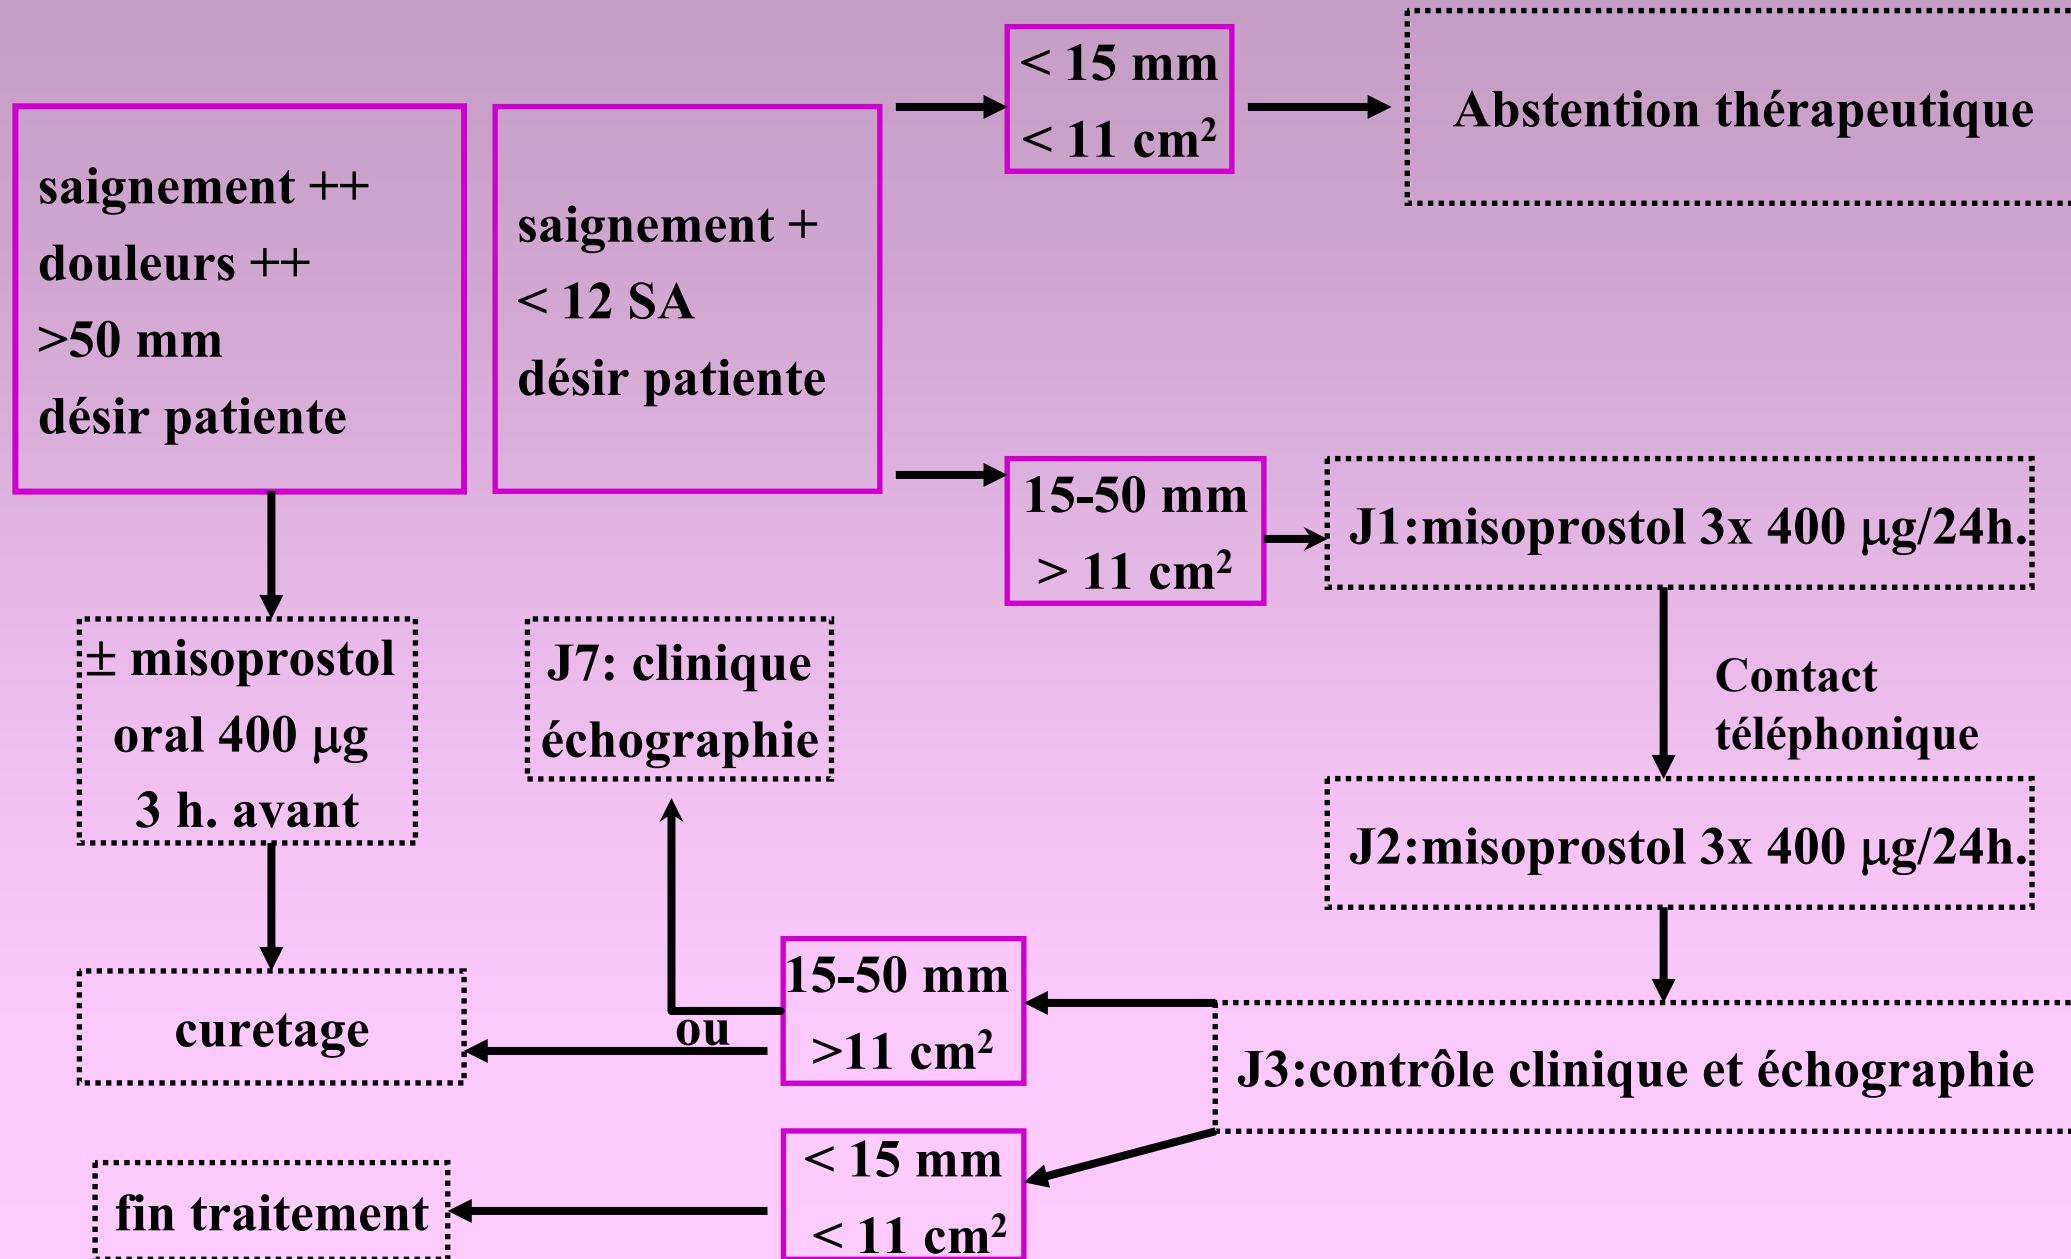 saignement ++
douleurs ++
>50 mm
désir patiente
saignement +
< 12 SA
désir patiente
< 15 mm
< 11 cm²
Abstention thérapeutique
15-50 mm
> 11 cm²
J1:misoprostol 3x 400 µg/24h.
Contact
téléphonique
J2:misoprostol 3x 400 µg/24h.
J3:contrôle clinique et échographie
± misoprostol
oral 400 µg
3 h. avant
J7: clinique
échographie
15-50 mm
>11 cm²
ou
curetage
< 15 mm
< 11 cm²
fin traitement